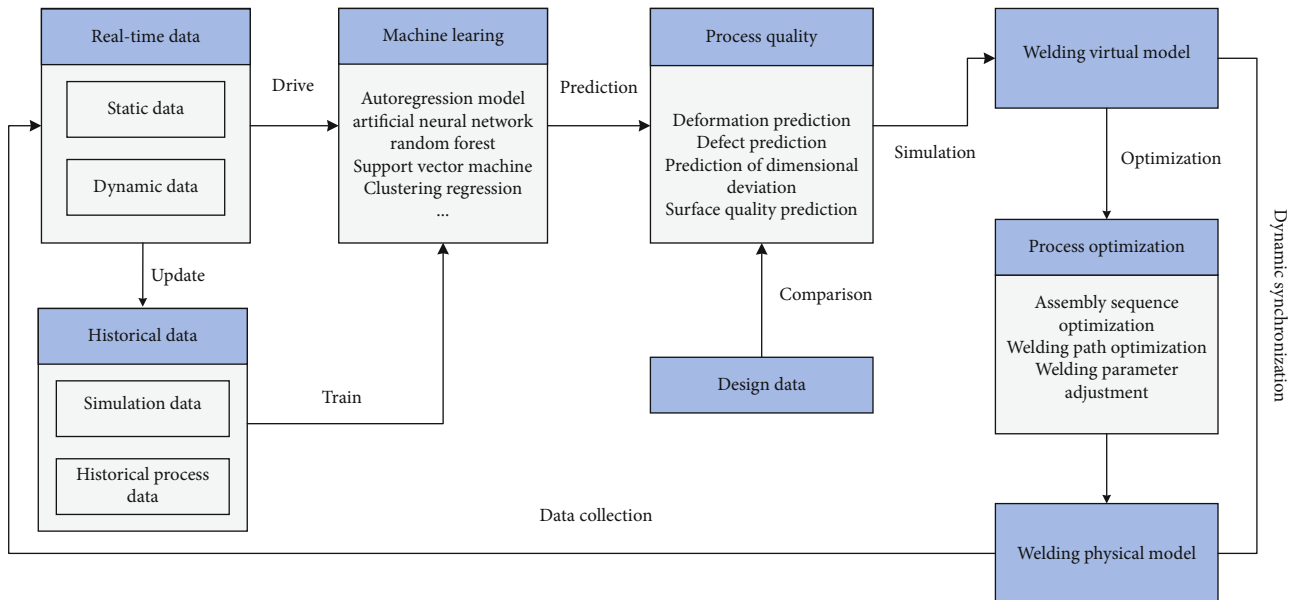 Real-time data
Static data
Dynamic data
Update
Historical data
Simulation data
Historical process
data
Drive
Train
Machine learing
Autoregression model
artificial neural network
random forest
Support vector machine
Clustering regression
...
Prediction
Process quality
Deformation prediction
Defect prediction
Prediction of dimensional
deviation
Surface quality prediction
Comparison
Design data
Simulation
Welding virtual model
Optimization
Process optimization
Assembly sequence
optimization
Welding path optimization
Welding parameter
adjustment
Welding physical model
Dynamic synchronization
Data collection